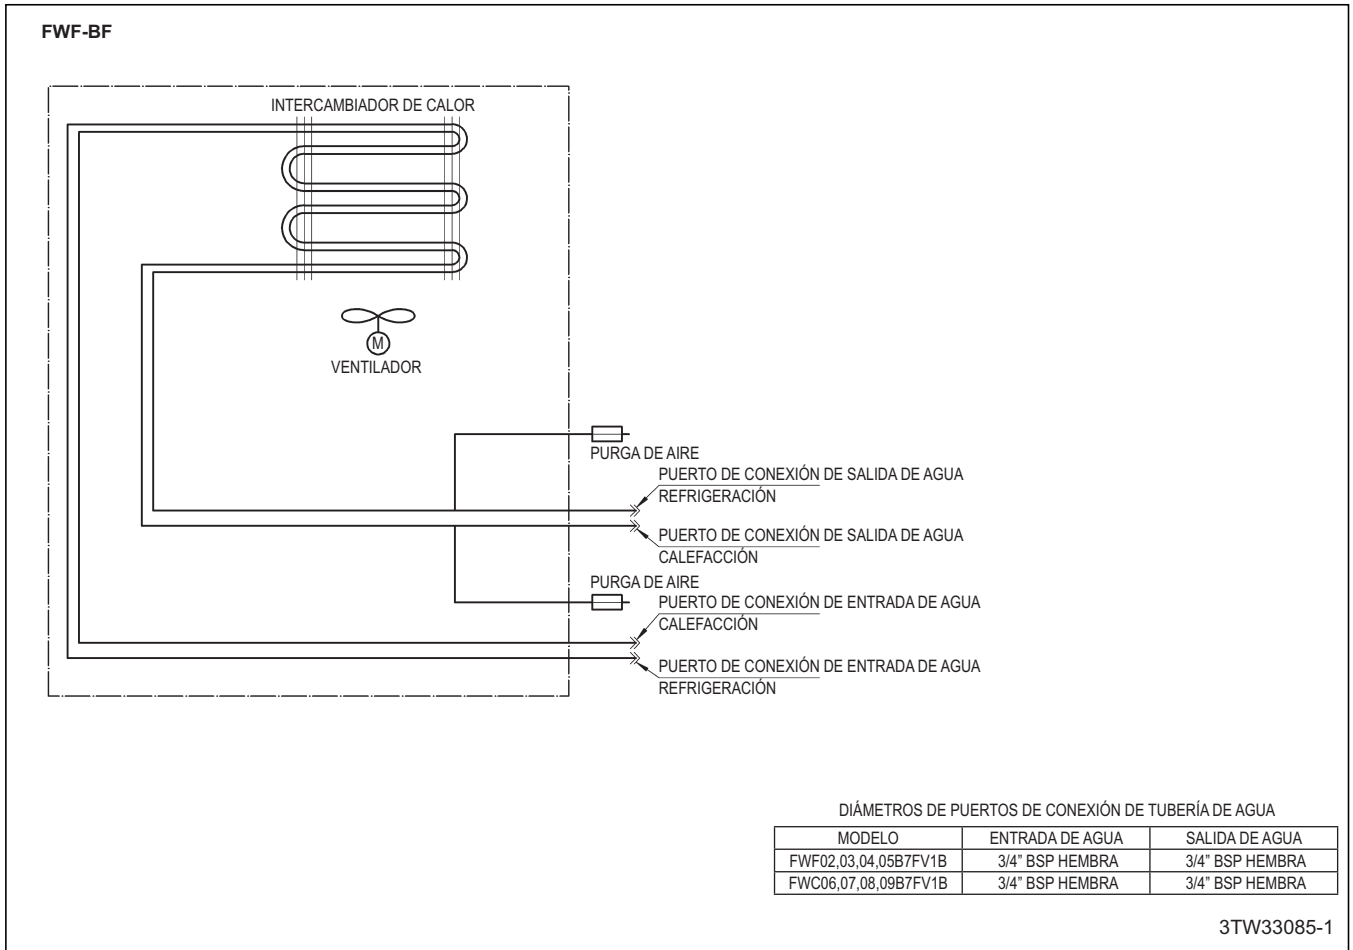 FWF-BF
INTERCAMBIADOR DE CALOR
M
VENTILADOR
PURGA DE AIRE
PUERTO DE CONEXIÓN DE SALIDA DE AGUA
REFRIGERACIÓN
PUERTO DE CONEXIÓN DE SALIDA DE AGUA
CALEFACCIÓN
PURGA DE AIRE
PUERTO DE CONEXIÓN DE ENTRADA DE AGUA
CALEFACCIÓN
PUERTO DE CONEXIÓN DE ENTRADA DE AGUA
REFRIGERACIÓN
DIÁMETROS DE PUERTOS DE CONEXIÓN DE TUBERÍA DE AGUA
MODELO ENTRADA DE AGUA SALIDA DE AGUA
FWF02,03,04,05B7FV1B 3/4” BSP HEMBRA 3/4” BSP HEMBRA
FWC06,07,08,09B7FV1B 3/4” BSP HEMBRA 3/4” BSP HEMBRA
3TW33085-1